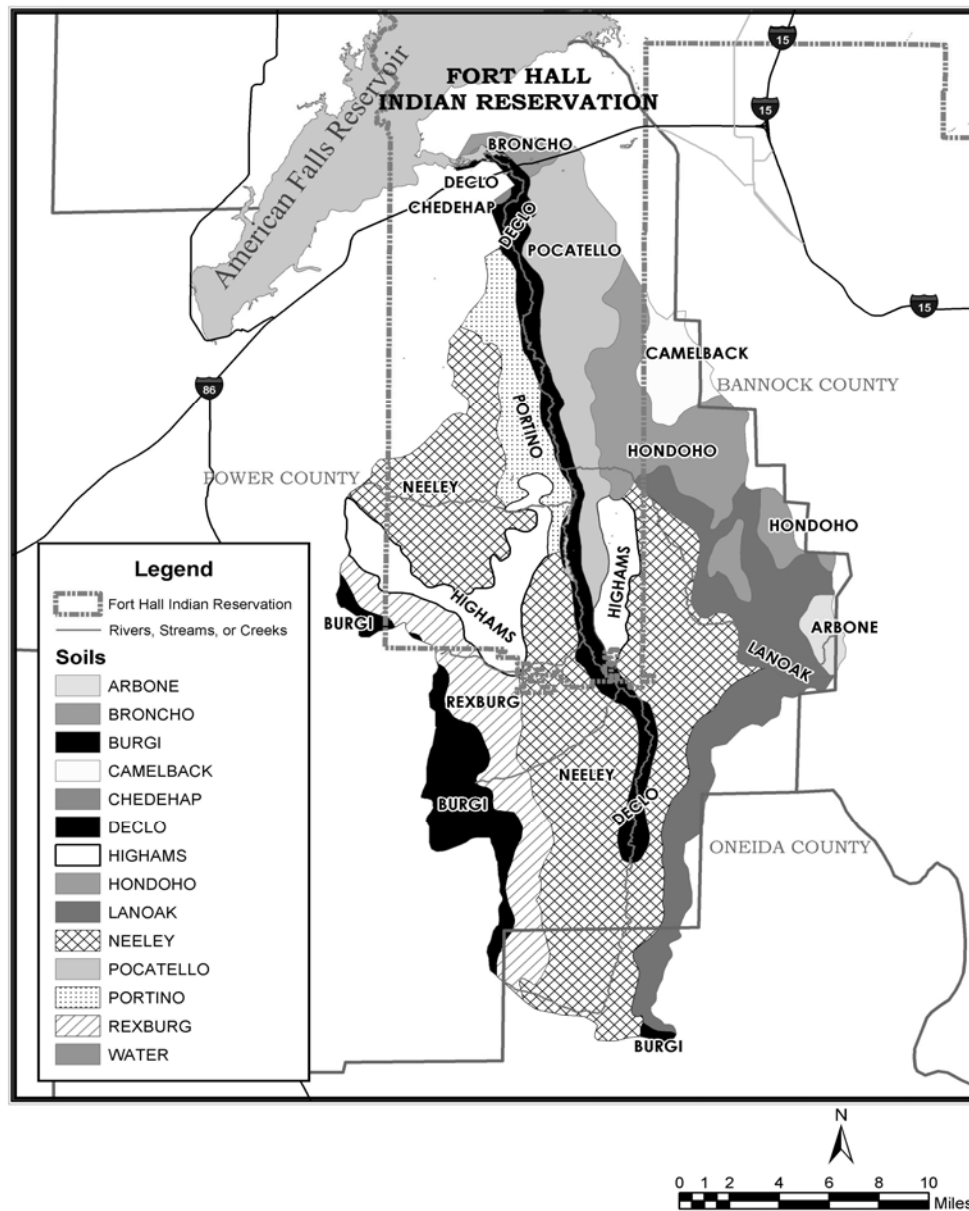 15
FORT HALL
INDIAN RESERVATION
15
American Falls Reservoir
BRONCHO
DECLO
CHEDEHAP
DECLO
POCATELLO
15
CAMELBACK
86
BANNOCK COUNTY
PORTINO
HONDOHO
POWER COUNTY
NEELEY
HONDOHO
HIGHAMS
HIGHAMS
BURGI
ARBONE
LANOAK
REXBURG
NEELEY
BURGI
DECLO
ONEIDA COUNTY
BURGI
Legend
Fort Hall Indian Reservation
Rivers, Streams, or Creeks
Soils
ARBONE
BRONCHO
BURGI
CAMELBACK
CHEDEHAP
DECLO
HIGHAMS
HONDOHO
LANOAK
NEELEY
POCATELLO
PORTINO
REXBURG
WATER
N
0 1 2 4 6 8 10
Miles